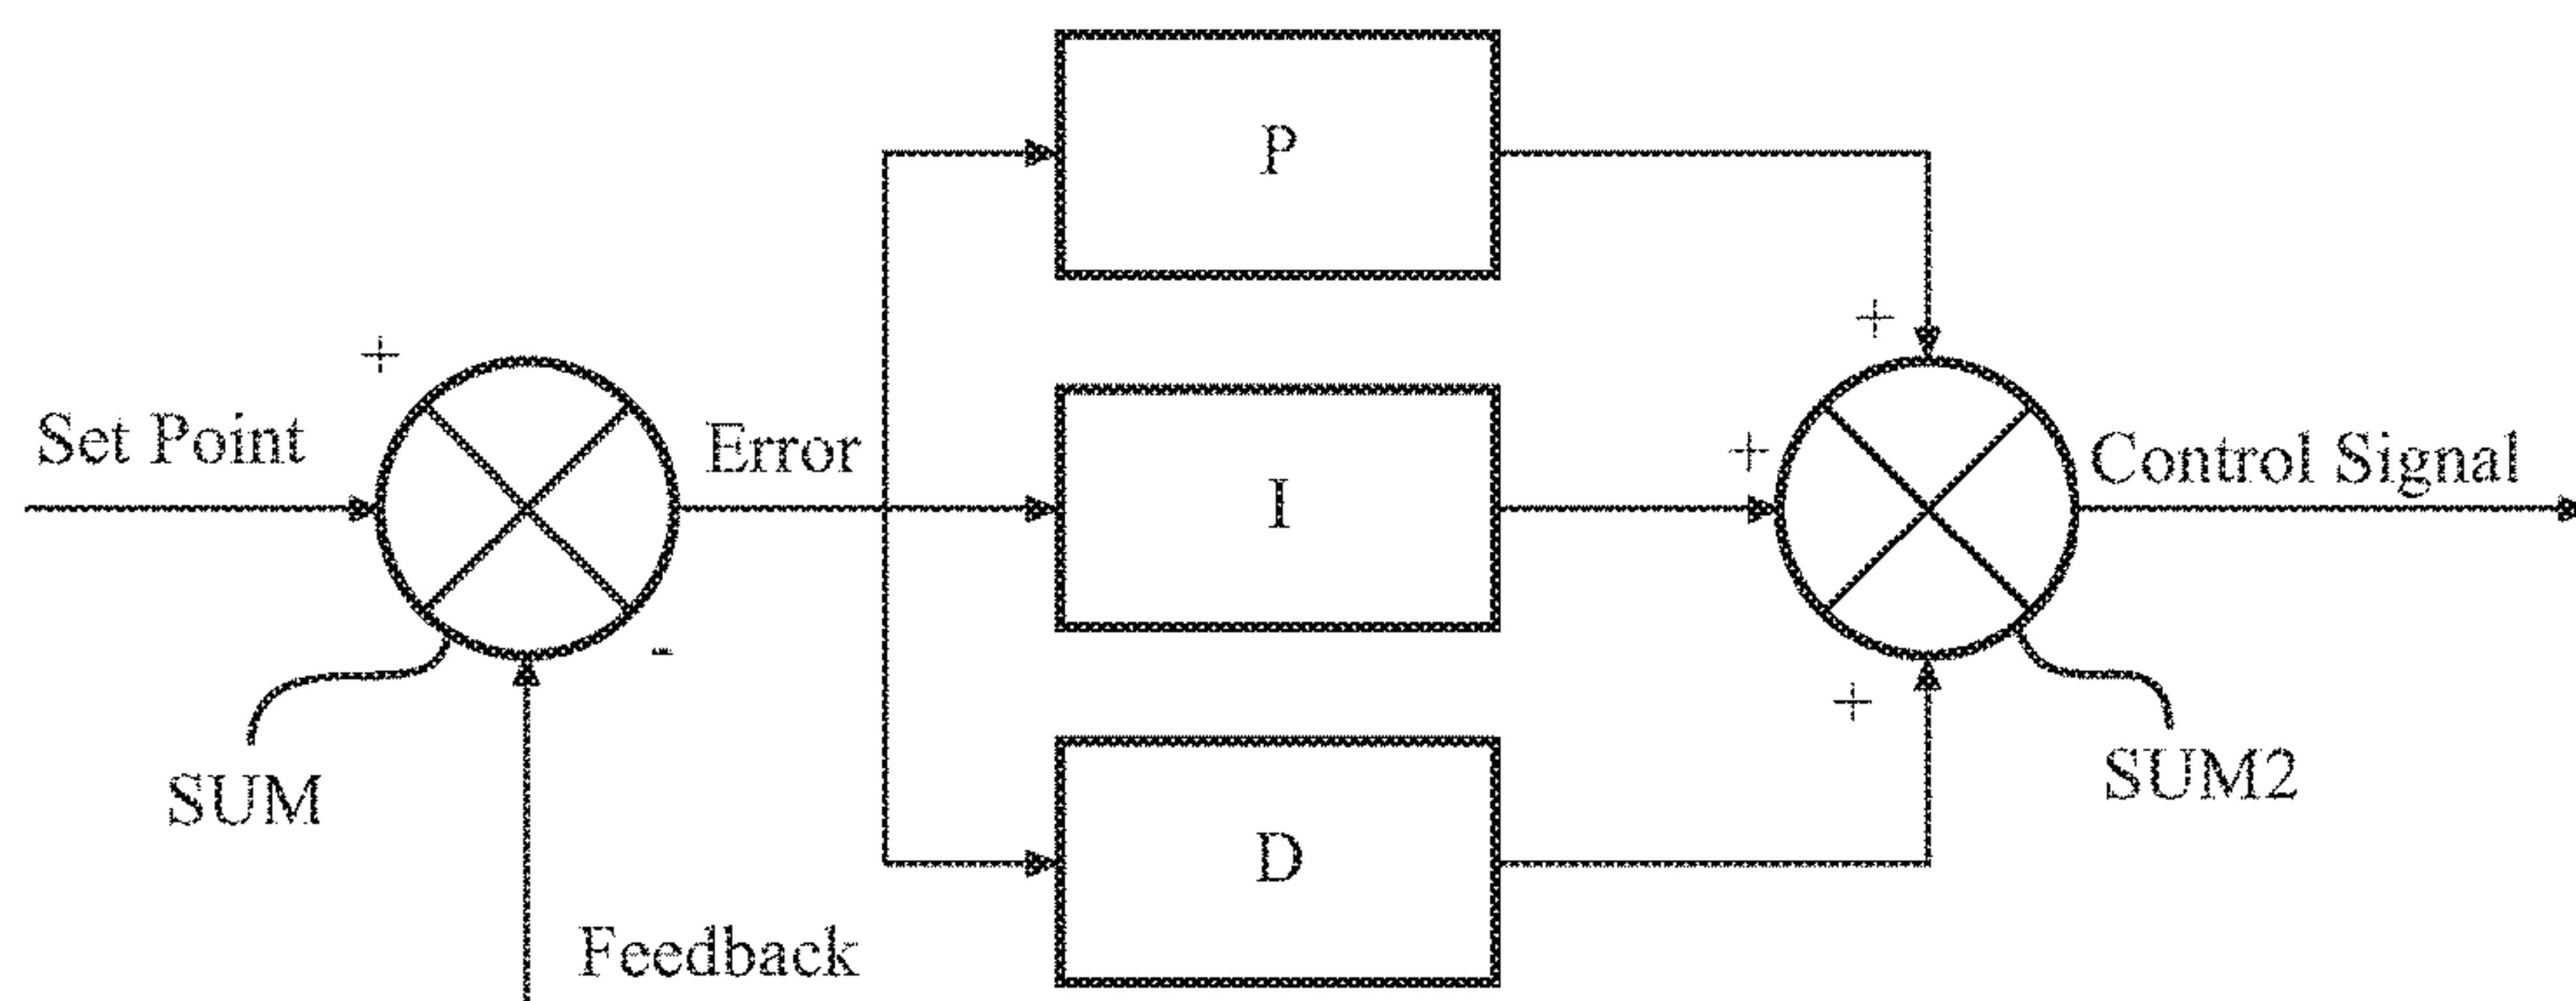 P
+
+
Set Point
Error
+
I
Control Signal
-
+
SUM
SUM2
D
Feedback